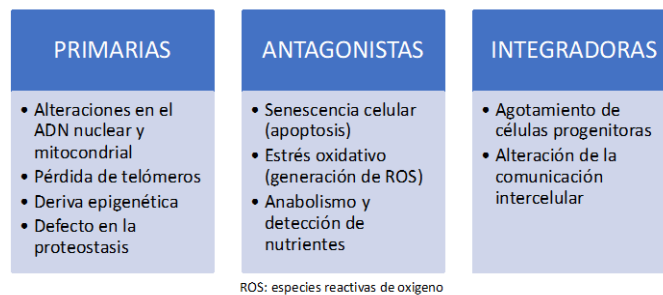 PRIMARIAS
• Alteraciones en el
ADN nuclear y
mitocondrial
• Pérdida de telómeros
• Deriva epigenética
• Defecto en la
proteostasis
ANTAGONISTAS
• Senescencia celular
(apoptosis)
• Estrés oxidativo
(generación de ROS)
• Anabolismo y
detección de
nutrientes
INTEGRADORAS
• Agotamiento de
células progenitoras
• Alteración de la
comunicación
intercelular
ROS: especies reactivas de oxigeno